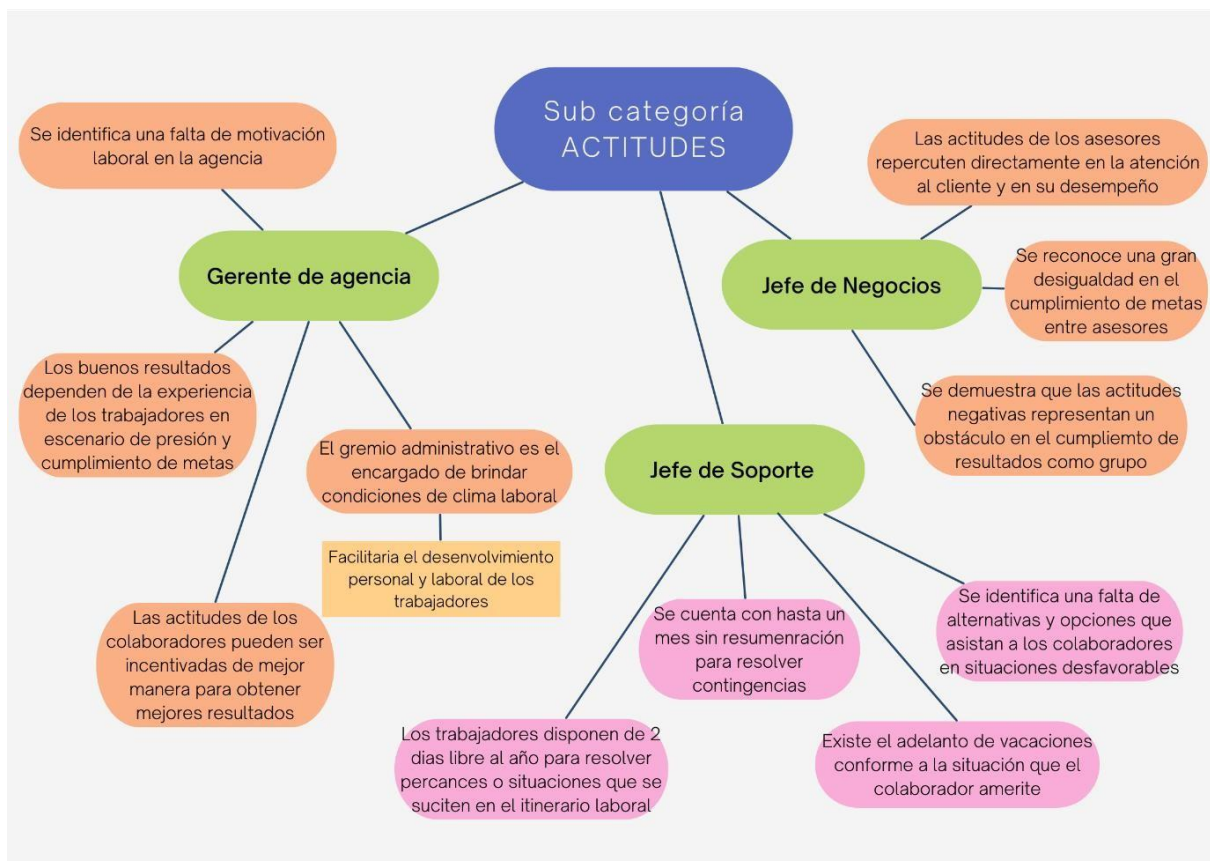 Sub categoría
ACTITUDES
Se identifica una falta de motivación
laboral en la agencia
Gerente de agencia
Los buenos resultados
dependen de la experiencia
de los trabajadores en
escenario de presión y
cumplimiento de metas
Las actitudes de los
colaboradores pueden ser
incentivadas de mejor
manera para obtener
mejores resultados
El gremio administrativo es el
encargado de brindar
condiciones de clima laboral
Facilitaria el desenvolvimiento
personal y laboral de los
trabajadores
Las actitudes de los asesores
repercuten directamente en la atención
al cliente y en su desempeño
Jefe de Negocios
Se reconoce una gran
desigualdad en el
cumplimiento de metas
entre asesores
Se demuestra que las actitudes
negativas representan un
obstáculo en el cumpliemto de
resultados como grupo
Jefe de Soporte
Los trabajadores disponen de 2
dias libre al año para resolver
percances o situaciones que se
suciten en el itinerario laboral
Se cuenta con hasta un
mes sin resumenración
para resolver
contingencias
Existe el adelanto de vacaciones
conforme a la situación que el
colaborador amerite
Se identifica una falta de
alternativas y opciones que
asistan a los colaboradores
en situaciones desfavorables